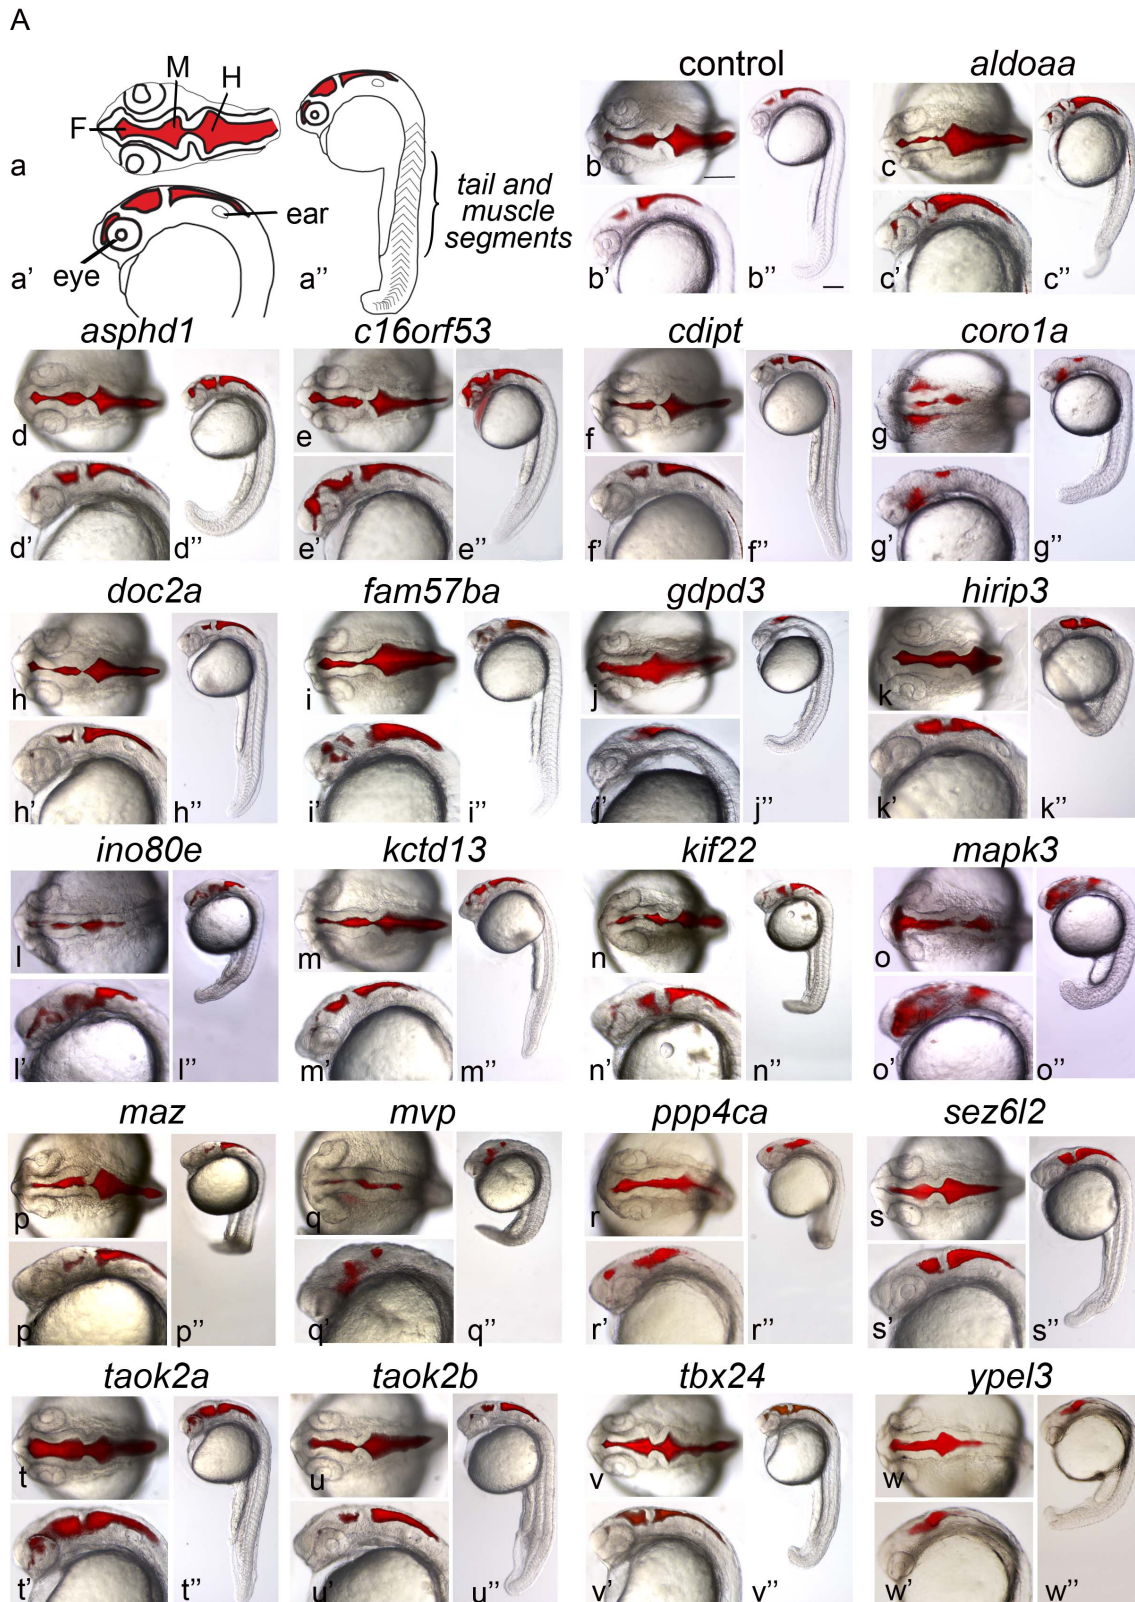 A
M
H
F
a
ear
eye
a'
a''
tail and
muscle
segments
control
b
b'
b''
aldoaa
c
c'
c''
asphd1
d
d'
d''
c16orf53
e
e'
e''
cdipt
f
f'
f''
coro1a
g
g'
g''
doc2a
h
h'
h''
fam57ba
i
i'
i''
gdpd3
j
j'
j''
hirip3
k
k'
k''
ino80e
l
l'
l''
kctd13
m
m'
m''
kif22
n
n'
n''
mapk3
o
o'
o''
maz
p
p'
p''
mvp
q
q'
q''
ppp4ca
r
r'
r''
sez6l2
s
s'
s''
taok2a
t
t'
t''
taok2b
u
u'
u''
tbx24
v
v'
v''
ypel3
w
w'
w''